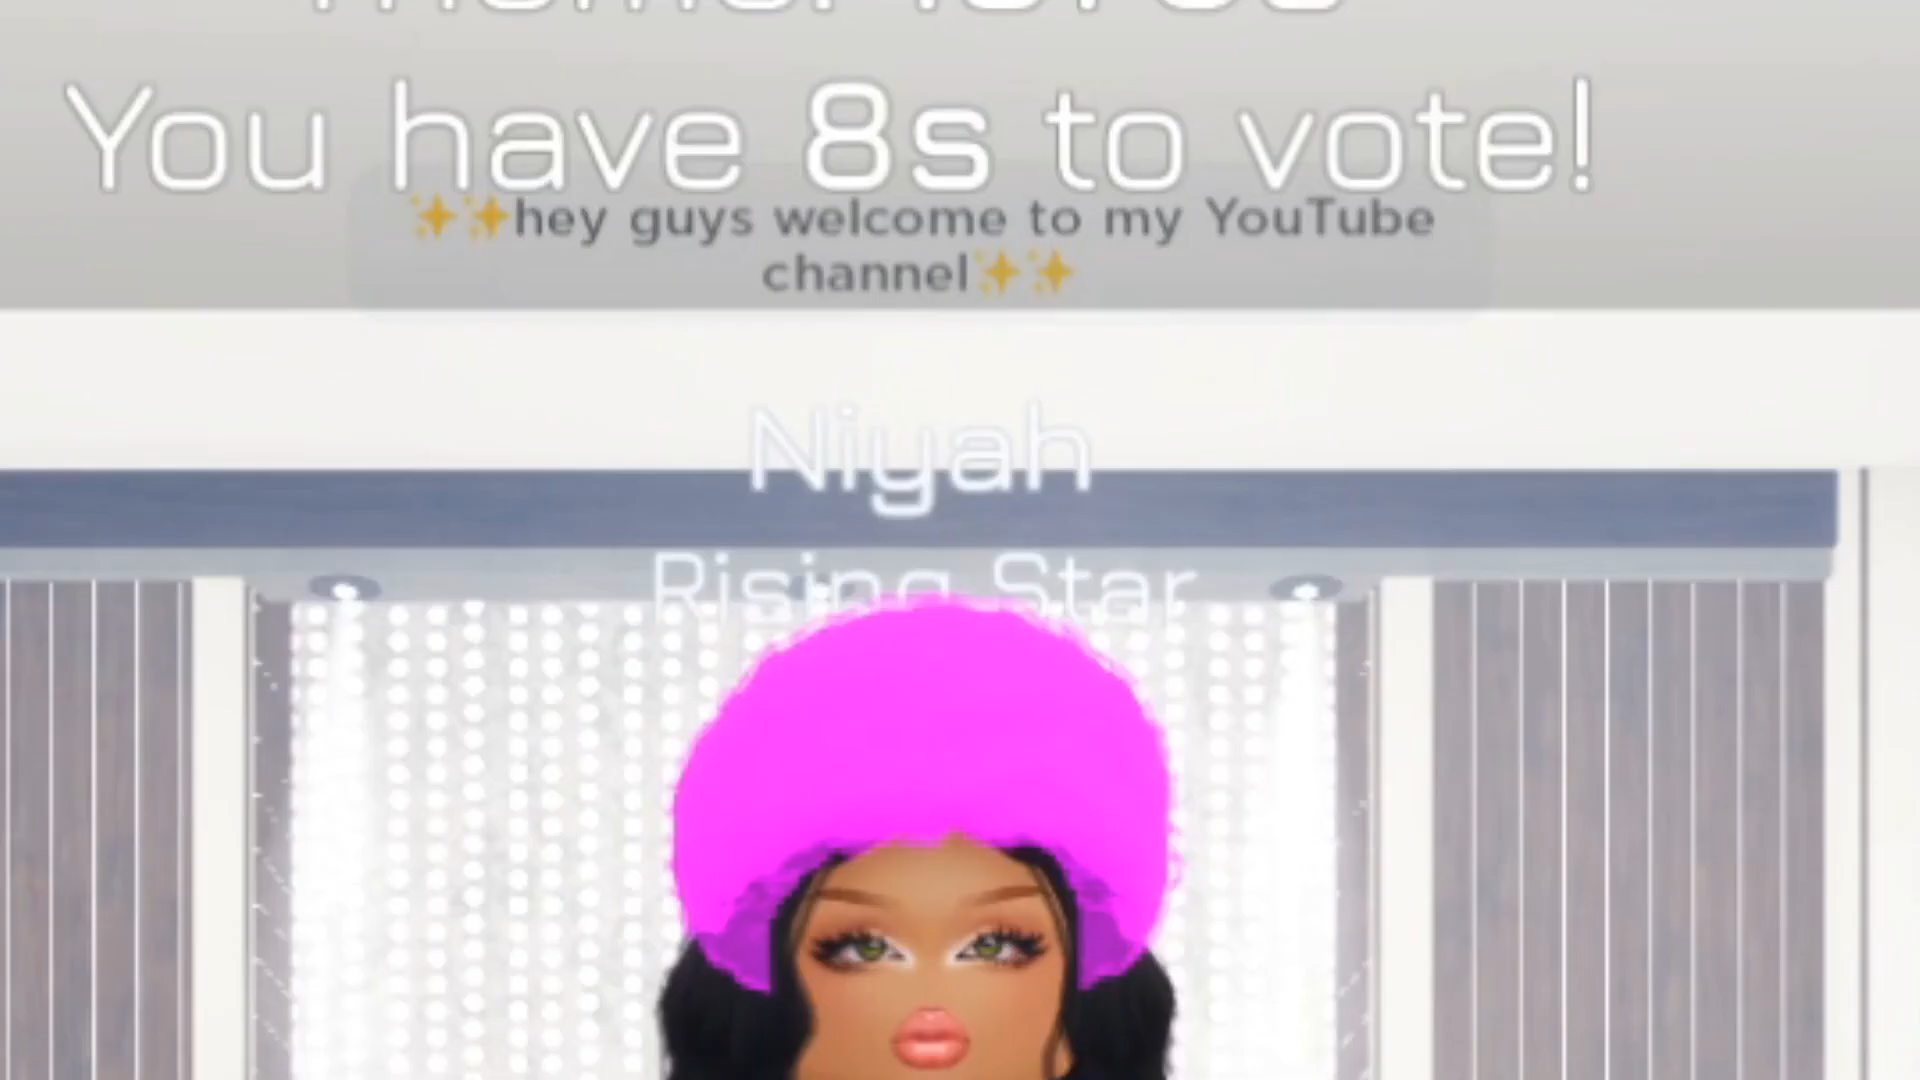 You have 8s to vote!
✨✨hey guys welcome to my YouTube
channel✨✨
Niyah
Rising Star